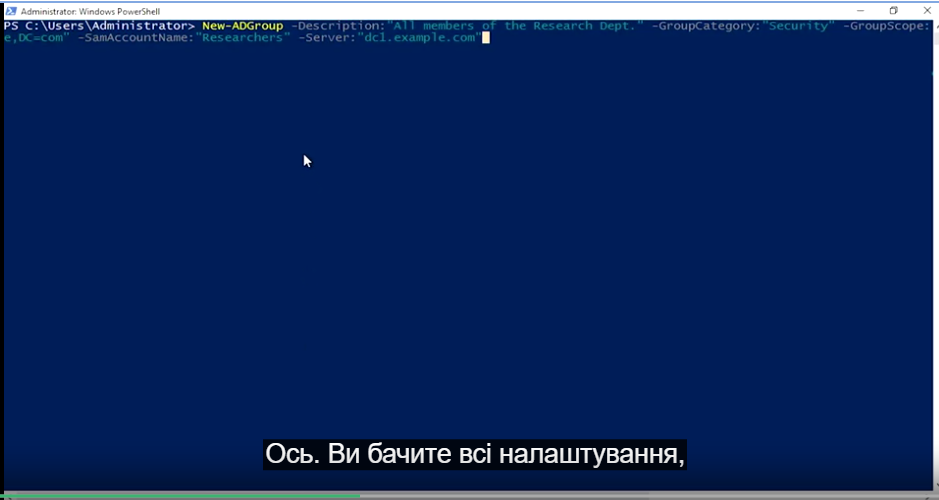 Administrator: Windows PowerShell
PS C:\Users\Administrator> New-ADGroup -Description:"All members of the Research Dept." -GroupCategory:"Security" -GroupScope:
e,DC=com" -SamAccountName:"Researchers" -Server:"dc1.example.com"
Ось. Ви бачите всі налаштування,